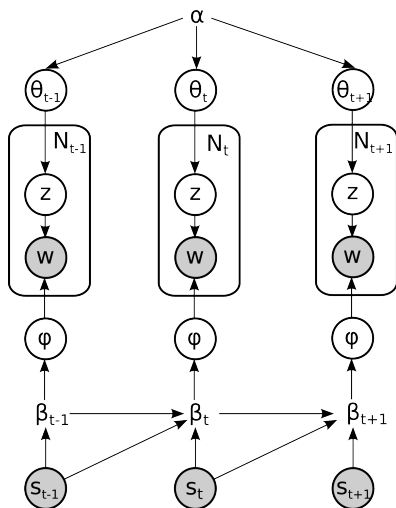 α
θt-1 θt θt+1
Nt-1 Nt Nt+1
z z z
w w w
φ φ φ
βt-1 βt βt+1
St-1 St St+1